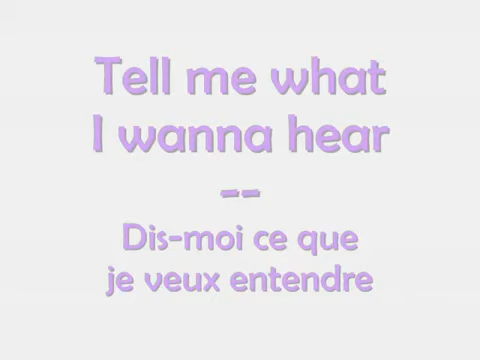 Tell me what
I wanna hear
--
Dis-moi ce que
je veux entendre